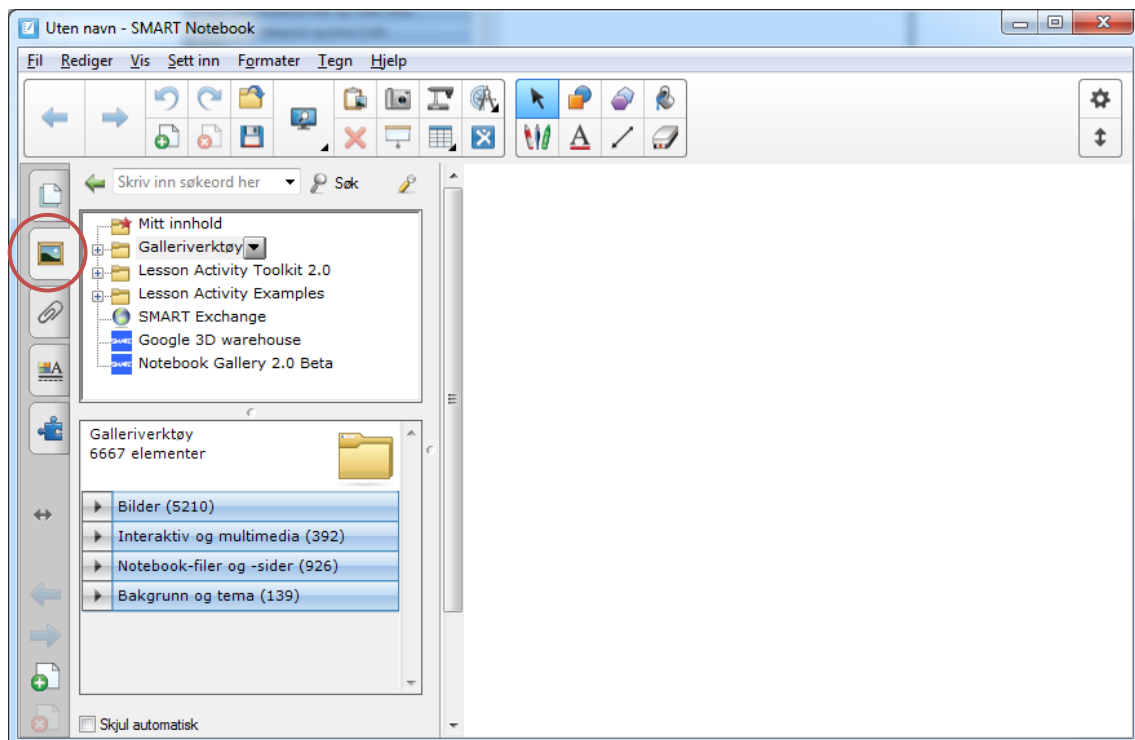 Uten navn - SMART Notebook
Fil Rediger Vis Sett inn Formater Tegn Hjelp
Skriv inn søkeord her Søk
Mitt innhold
Galleriverktøy
Lesson Activity Toolkit 2.0
Lesson Activity Examples
SMART Exchange
Google 3D warehouse
Notebook Gallery 2.0 Beta
Galleriverktøy
6667 elementer
Bilder (5210)
Interaktiv og multimedia (392)
Notebook-filer og -sider (926)
Bakgrunn og tema (139)
Skjul automatisk